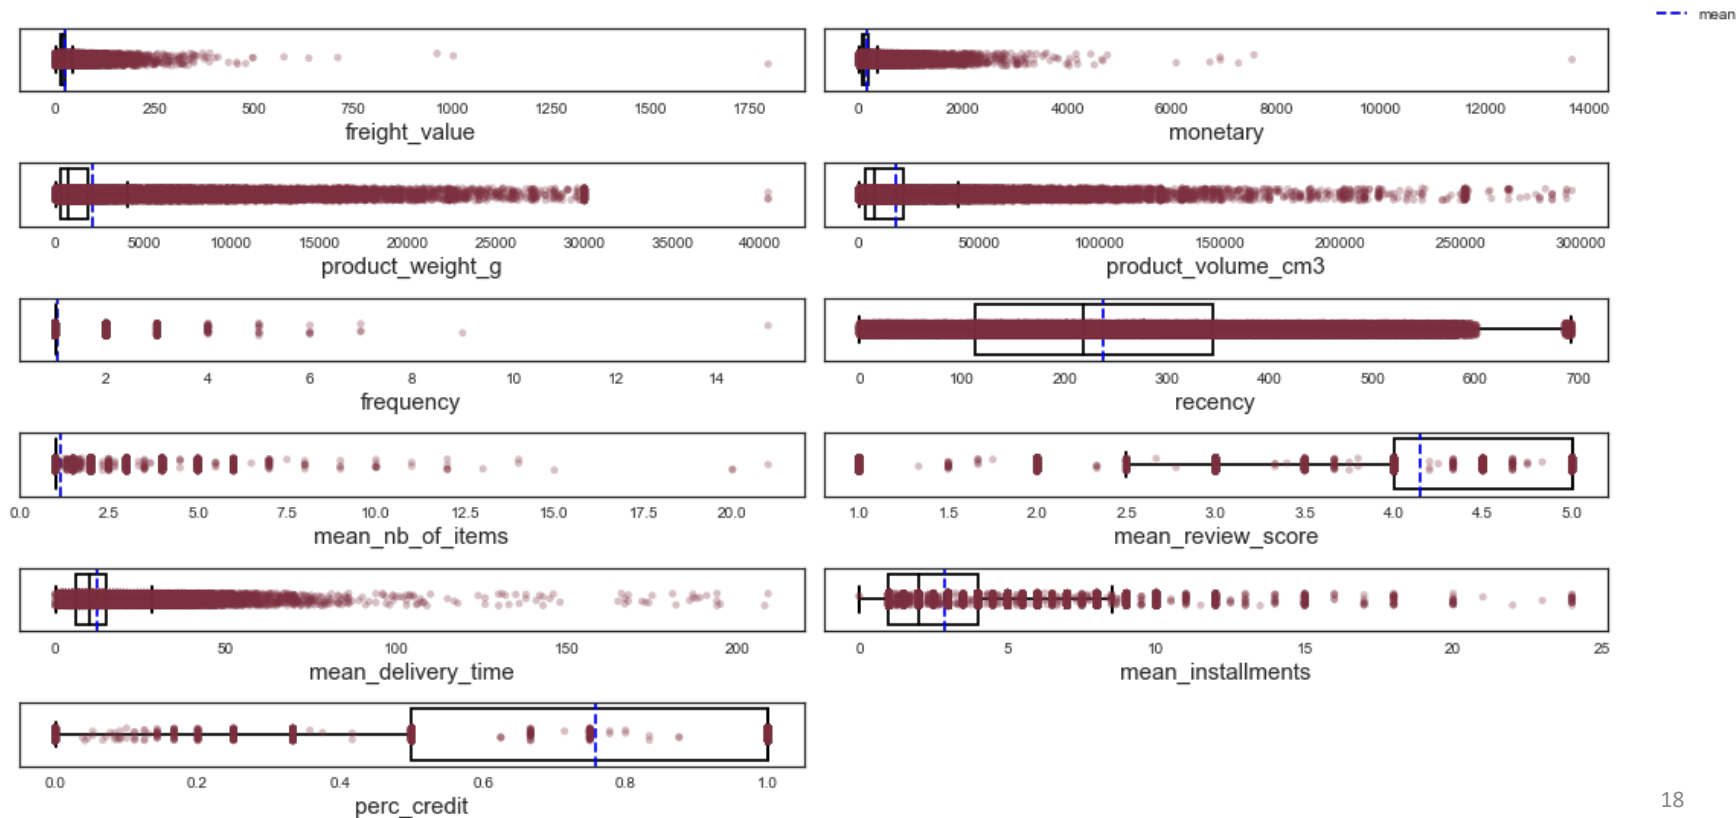 mean
0 250 500 750 1000 1250 1500 1750
freight_value
0 2000 4000 6000 8000 10000 12000 14000
monetary
0 5000 10000 15000 20000 25000 30000 35000 40000
product_weight_g
0 50000 100000 150000 200000 250000 300000
product_volume_cm3
2 4 6 8 10 12 14
frequency
0 100 200 300 400 500 600 700
recency
0.0 2.5 5.0 7.5 10.0 12.5 15.0 17.5 20.0
mean_nb_of_items
1.0 1.5 2.0 2.5 3.0 3.5 4.0 4.5 5.0
mean_review_score
0 50 100 150 200
mean_delivery_time
0 5 10 15 20 25
mean_installments
0.0 0.2 0.4 0.6 0.8 1.0
perc_credit
18